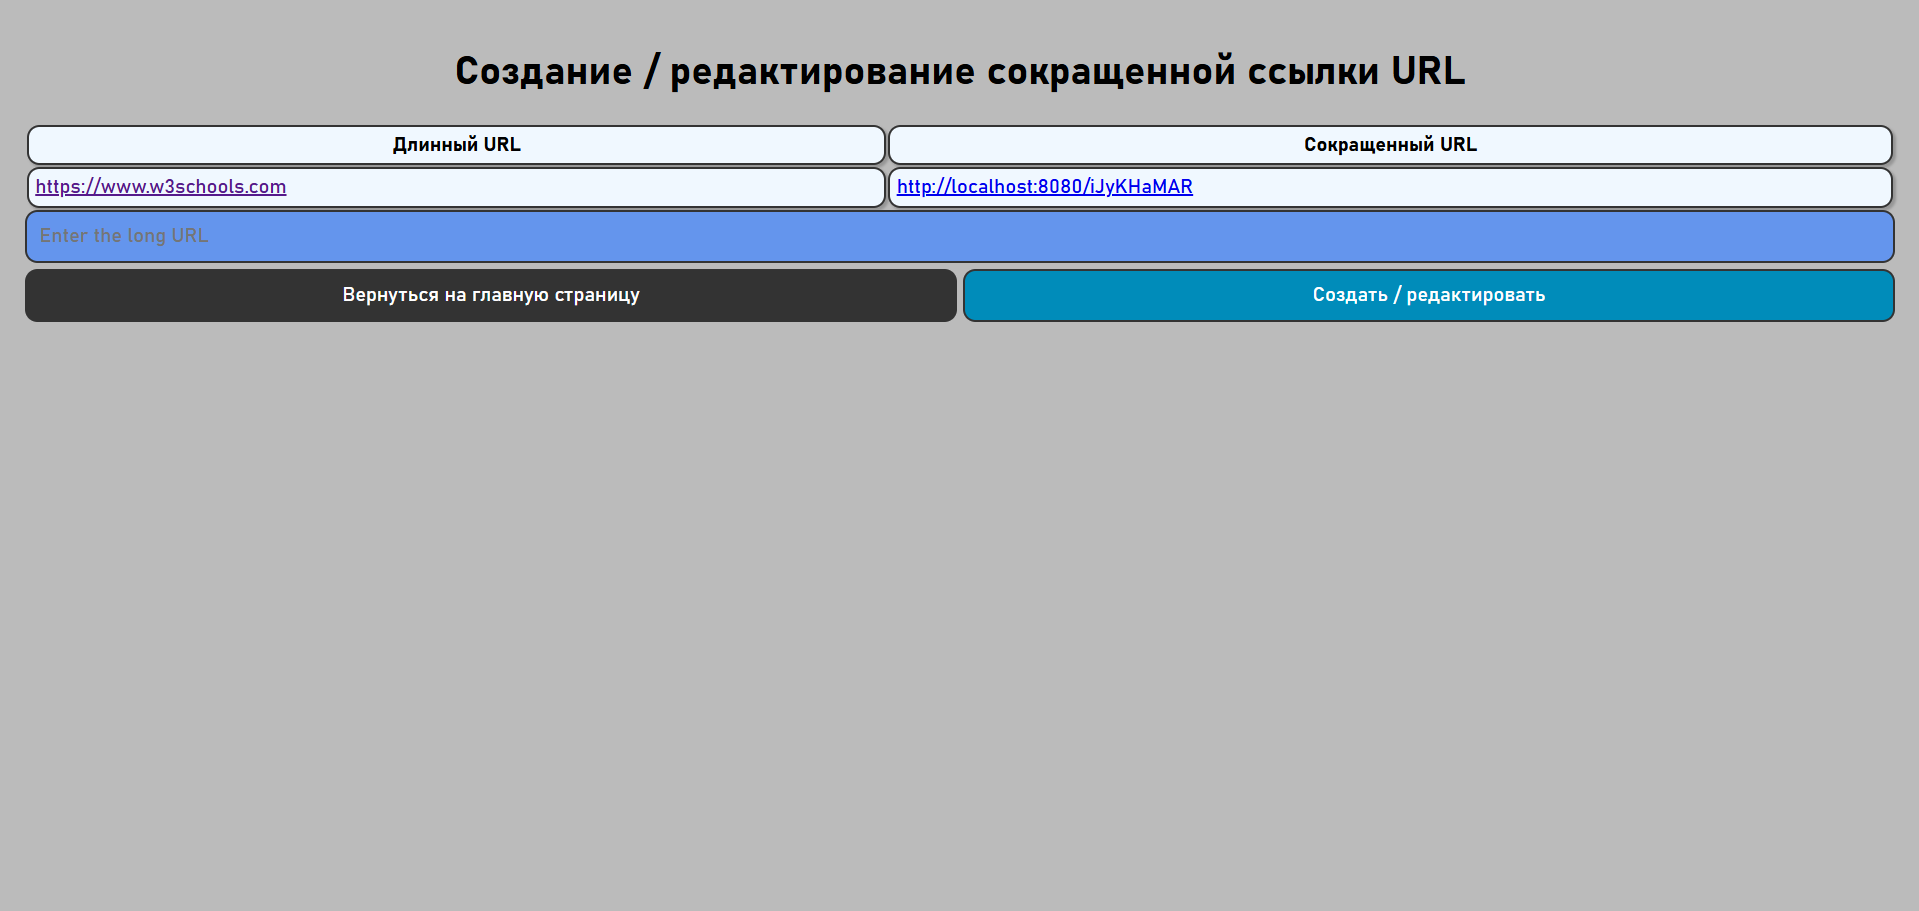 Создание / редактирование сокращенной ссылки URL
Длинный URL Сокращенный URL
https://www.w3schools.com http://localhost:8080/iJyKHaMAR
Enter the long URL
Вернуться на главную страницу Создать / редактировать